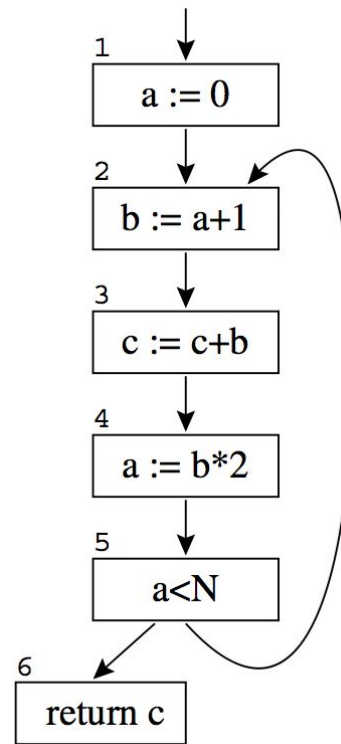 1
a := 0
2
b := a+1
3
c := c+b
4
a := b*2
5
a<N
6
return c